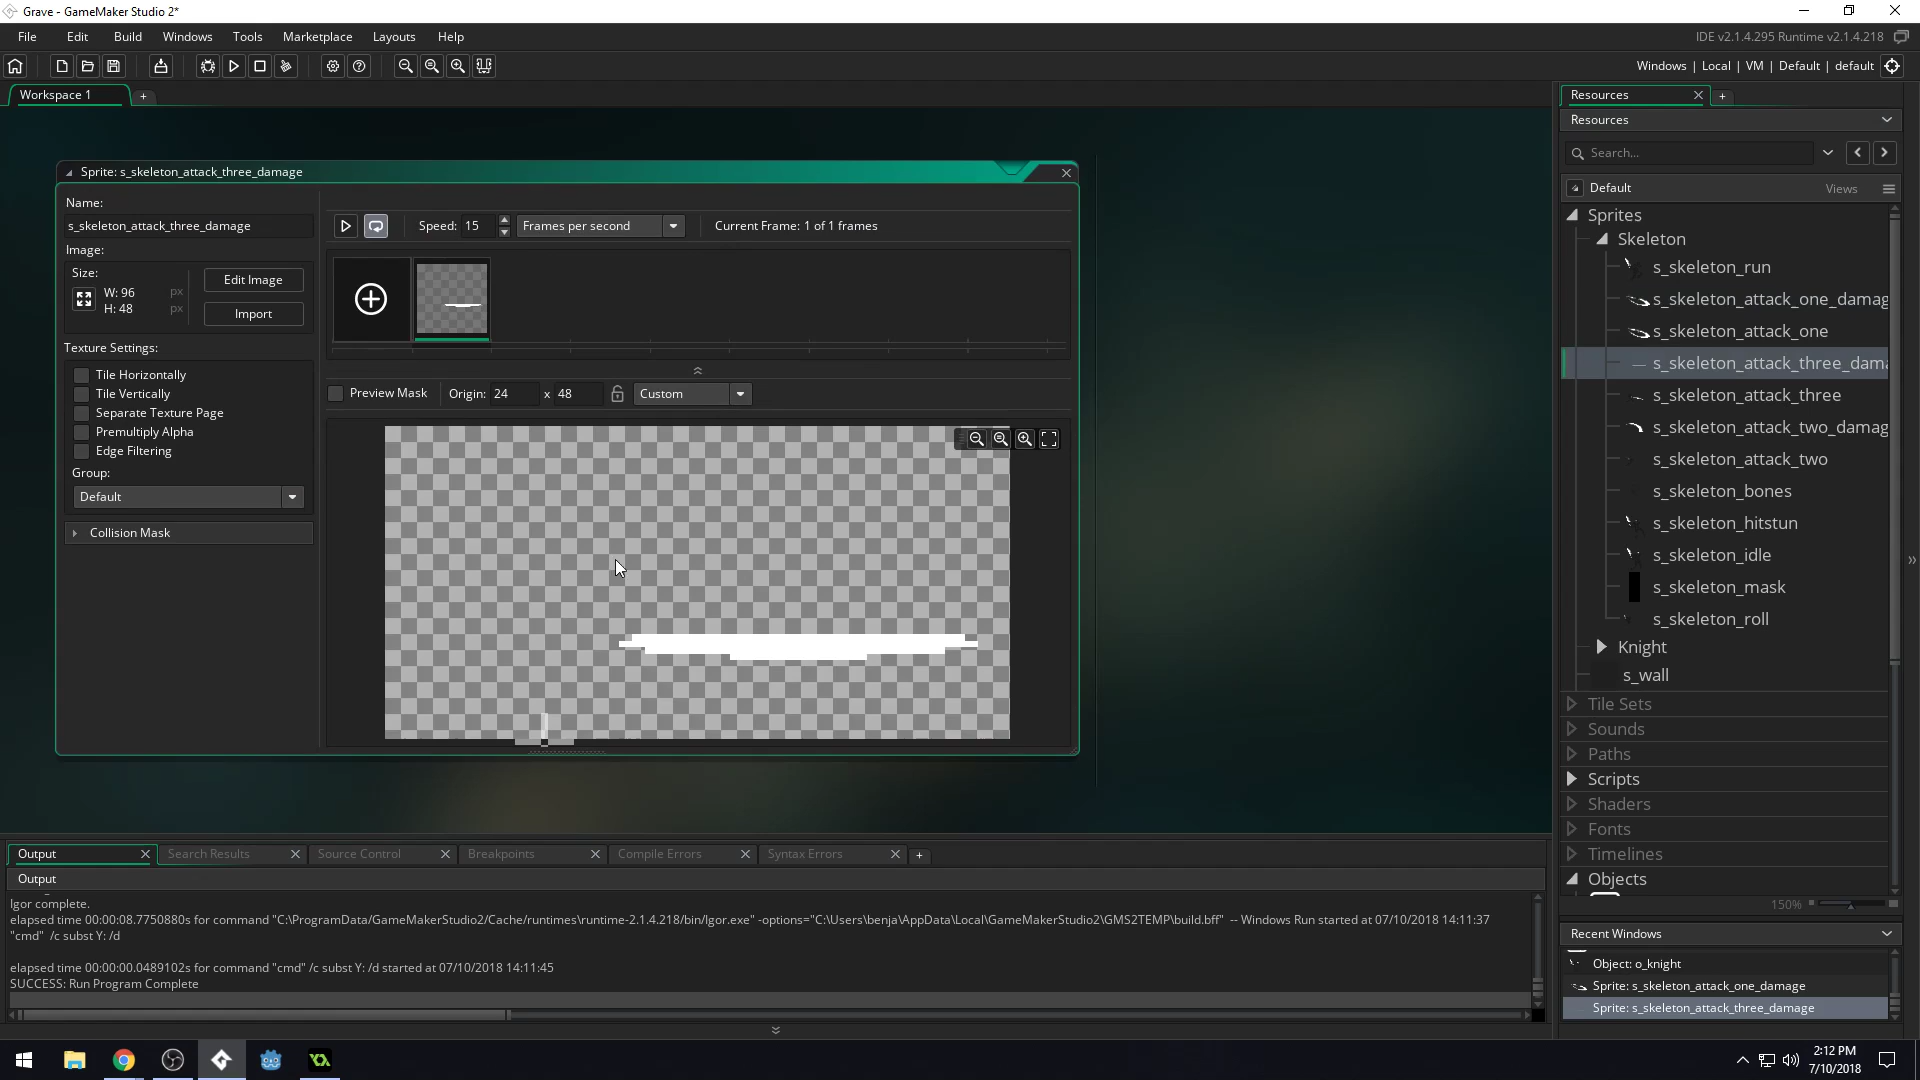 Grave - GameMaker Studio 2*
File Edit Build Windows Tools Marketplace Layouts Help
IDE v2.1.4.295 Runtime v2.1.4.218
Windows | Local | VM | Default | default
Workspace 1
Resources
Resources
Search...
Default Views
Sprites
Skeleton
s_skeleton_run
s_skeleton_attack_one_damag
s_skeleton_attack_one
s_skeleton_attack_three_dama
s_skeleton_attack_three
s_skeleton_attack_two_damag
s_skeleton_attack_two
s_skeleton_bones
s_skeleton_hitstun
s_skeleton_idle
s_skeleton_mask
s_skeleton_roll
Knight
s_wall
Tile Sets
Sounds
Paths
Scripts
Shaders
Fonts
Timelines
Objects
150%
Recent Windows
Object: o_knight
Sprite: s_skeleton_attack_one_damage
Sprite: s_skeleton_attack_three_damage
Sprite: s_skeleton_attack_three_damage
Name:
s_skeleton_attack_three_damage
Image:
Size:
W: 96 px
H: 48 px
Edit Image
Import
Texture Settings:
Tile Horizontally
Tile Vertically
Separate Texture Page
Premultiply Alpha
Edge Filtering
Group:
Default
Collision Mask
Speed: 15 Frames per second Current Frame: 1 of 1 frames
Preview Mask Origin: 24 x 48 Custom
Output Search Results Source Control Breakpoints Compile Errors Syntax Errors
Output
Igor complete.
elapsed time 00:00:08.7750880s for command "C:\ProgramData/GameMakerStudio2/Cache/runtimes\runtime-2.1.4.218/bin/Igor.exe" -options="C:\Users\benja\AppData\Local\GameMakerStudio2\GMS2TEMP\build.bff" -- Windows Run started at 07/10/2018 14:11:37
"cmd" /c subst Y: /d
elapsed time 00:00:00.0489102s for command "cmd" /c subst Y: /d started at 07/10/2018 14:11:45
SUCCESS: Run Program Complete
2:12 PM
7/10/2018